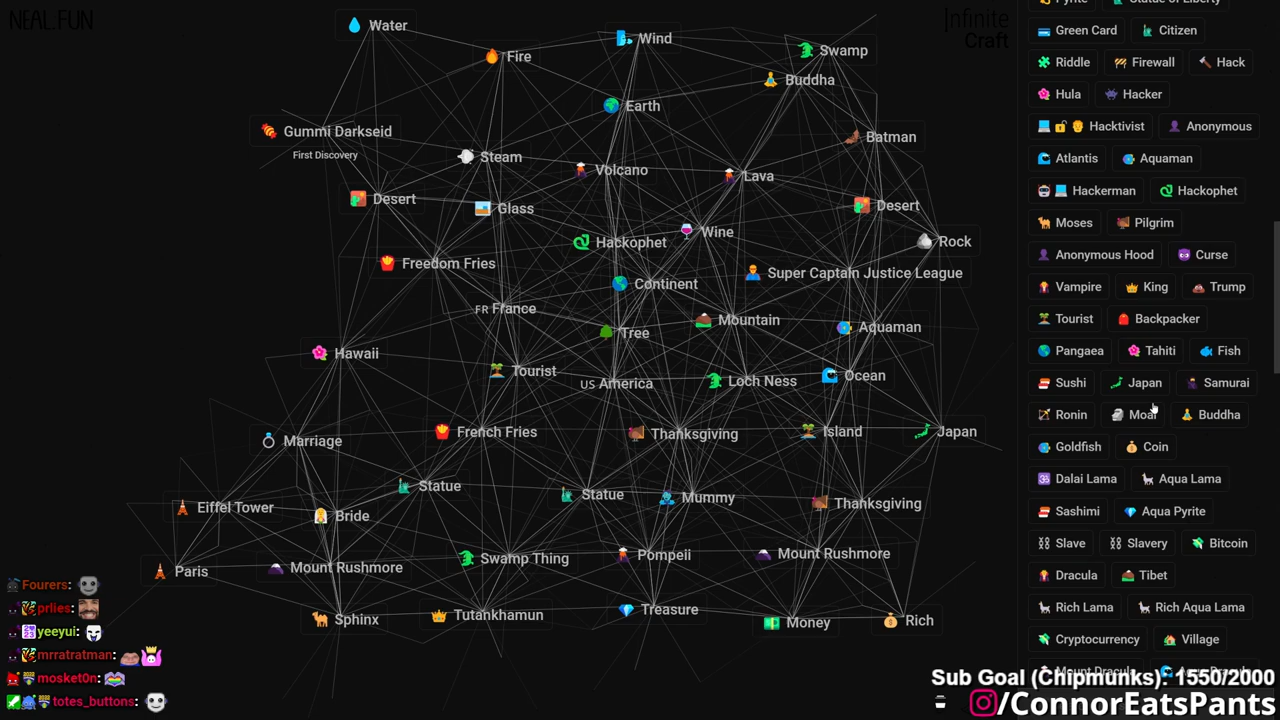 NEAL.FUN
Infinite
Craft
Water
Fire
Wind
Swamp
Buddha
Earth
Gummi Darkseid
First Discovery
Batman
Steam
Volcano
Lava
Desert
Glass
Desert
Hackophet
Wine
Rock
Freedom Fries
Super Captain Justice League
Continent
FR France
Tree
Mountain
Aquaman
Hawaii
Tourist
US America
Loch Ness
Ocean
Marriage
French Fries
Thanksgiving
Island
Japan
Statue
Statue
Mummy
Thanksgiving
Eiffel Tower
Bride
Paris
Mount Rushmore
Swamp Thing
Pompeii
Mount Rushmore
Sphinx
Tutankhamun
Treasure
Money
Rich
Pyrite Statue of Liberty
Green Card Citizen
Riddle Firewall Hack
Hula Hacker
Hacktivist Anonymous
Atlantis Aquaman
Hackerman Hackophet
Moses Pilgrim
Anonymous Hood Curse
Vampire King Trump
Tourist Backpacker
Pangaea Tahiti Fish
Sushi Japan Samurai
Ronin Moai Buddha
Goldfish Coin
Dalai Lama Aqua Lama
Sashimi Aqua Pyrite
Slave Slavery Bitcoin
Dracula Tibet
Rich Lama Rich Aqua Lama
Cryptocurrency Village
Mount Dracula
Fourers:
prlies:
yeeyui:
mrratratman:
mosket0n:
totes_buttons:
Sub Goal (Chipmunks): 1550/2000
/ConnorEatsPants